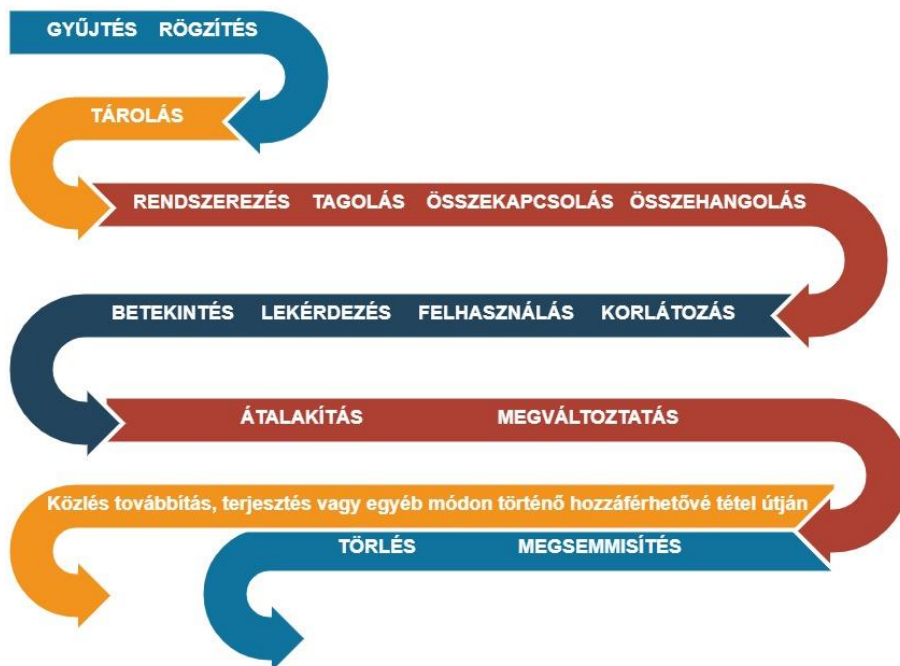 GYŰJTÉS RÖGZÍTÉS
TÁROLÁS
RENDSZEREZÉS TAGOLÁS ÖSSZEKAPCSOLÁS ÖSSZEHANGOLÁS
BETEKINTÉS LEKÉRDEZÉS FELHASZNÁLÁS KORLÁTOZÁS
ÁTALAKÍTÁS MEGVÁLTOZTATÁS
Közlés továbbítás, terjesztés vagy egyéb módon történő hozzáférhetővé tétel útján
TÖRLÉS MEGSEMMISÍTÉS